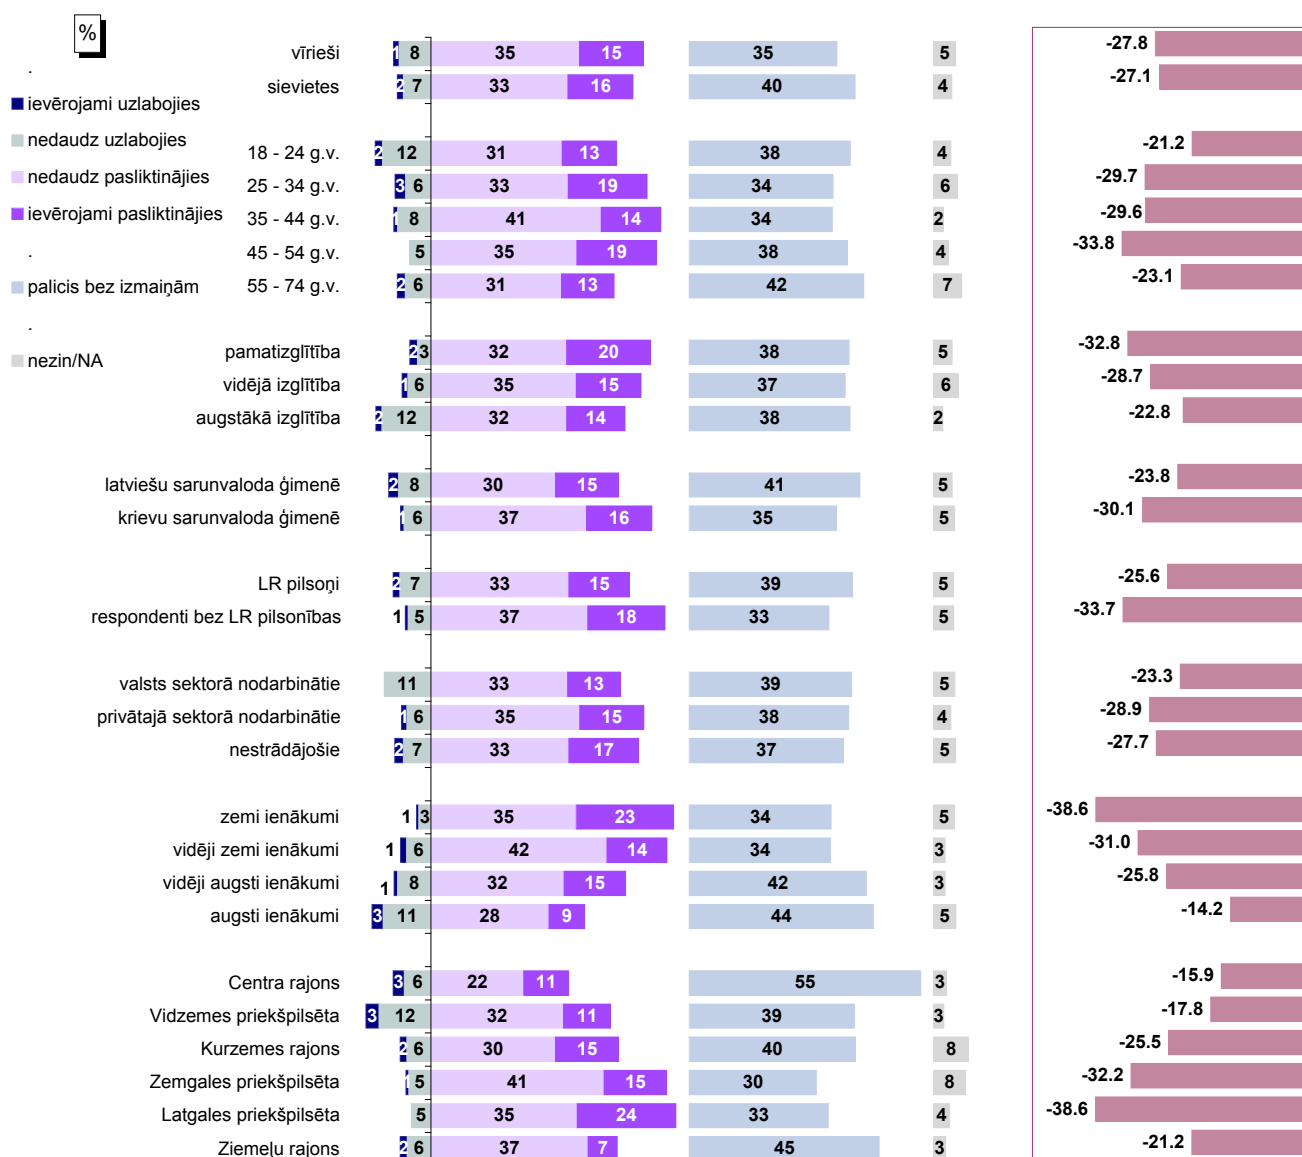 %
.
ievērojami uzlabojies
nedaudz uzlabojies
nedaudz pasliktinājies
ievērojami pasliktinājies
.
palicis bez izmaiņām
.
nezin/NA
vīrieši 1 8 35 15 35 5 -27.8
sievietes 2 7 33 16 40 4 -27.1
18 - 24 g.v. 2 12 31 13 38 4 -21.2
25 - 34 g.v. 3 6 33 19 34 6 -29.7
35 - 44 g.v. 1 8 41 14 34 2 -29.6
45 - 54 g.v. 5 35 19 38 4 -33.8
55 - 74 g.v. 2 6 31 13 42 7 -23.1
pamatizglītība 2 3 32 20 38 5 -32.8
vidējā izglītība 1 6 35 15 37 6 -28.7
augstākā izglītība 2 12 32 14 38 2 -22.8
latviešu sarunvaloda ģimenē 2 8 30 15 41 5 -23.8
krievu sarunvaloda ģimenē 1 6 37 16 35 5 -30.1
LR pilsoņi 2 7 33 15 39 5 -25.6
respondenti bez LR pilsonības 1 5 37 18 33 5 -33.7
valsts sektorā nodarbinātie 11 33 13 39 5 -23.3
privātajā sektorā nodarbinātie 1 6 35 15 38 4 -28.9
nestrādājošie 2 7 33 17 37 5 -27.7
zemi ienākumi 1 3 35 23 34 5 -38.6
vidēji zemi ienākumi 1 6 42 14 34 3 -31.0
vidēji augsti ienākumi 1 8 32 15 42 3 -25.8
augsti ienākumi 3 11 28 9 44 5 -14.2
Centra rajons 3 6 22 11 55 3 -15.9
Vidzemes priekšpilsēta 3 12 32 11 39 3 -17.8
Kurzemes rajons 2 6 30 15 40 8 -25.5
Zemgales priekšpilsēta 1 5 41 15 30 8 -32.2
Latgales priekšpilsēta 5 35 24 33 4 -38.6
Ziemeļu rajons 2 6 37 7 45 3 -21.2